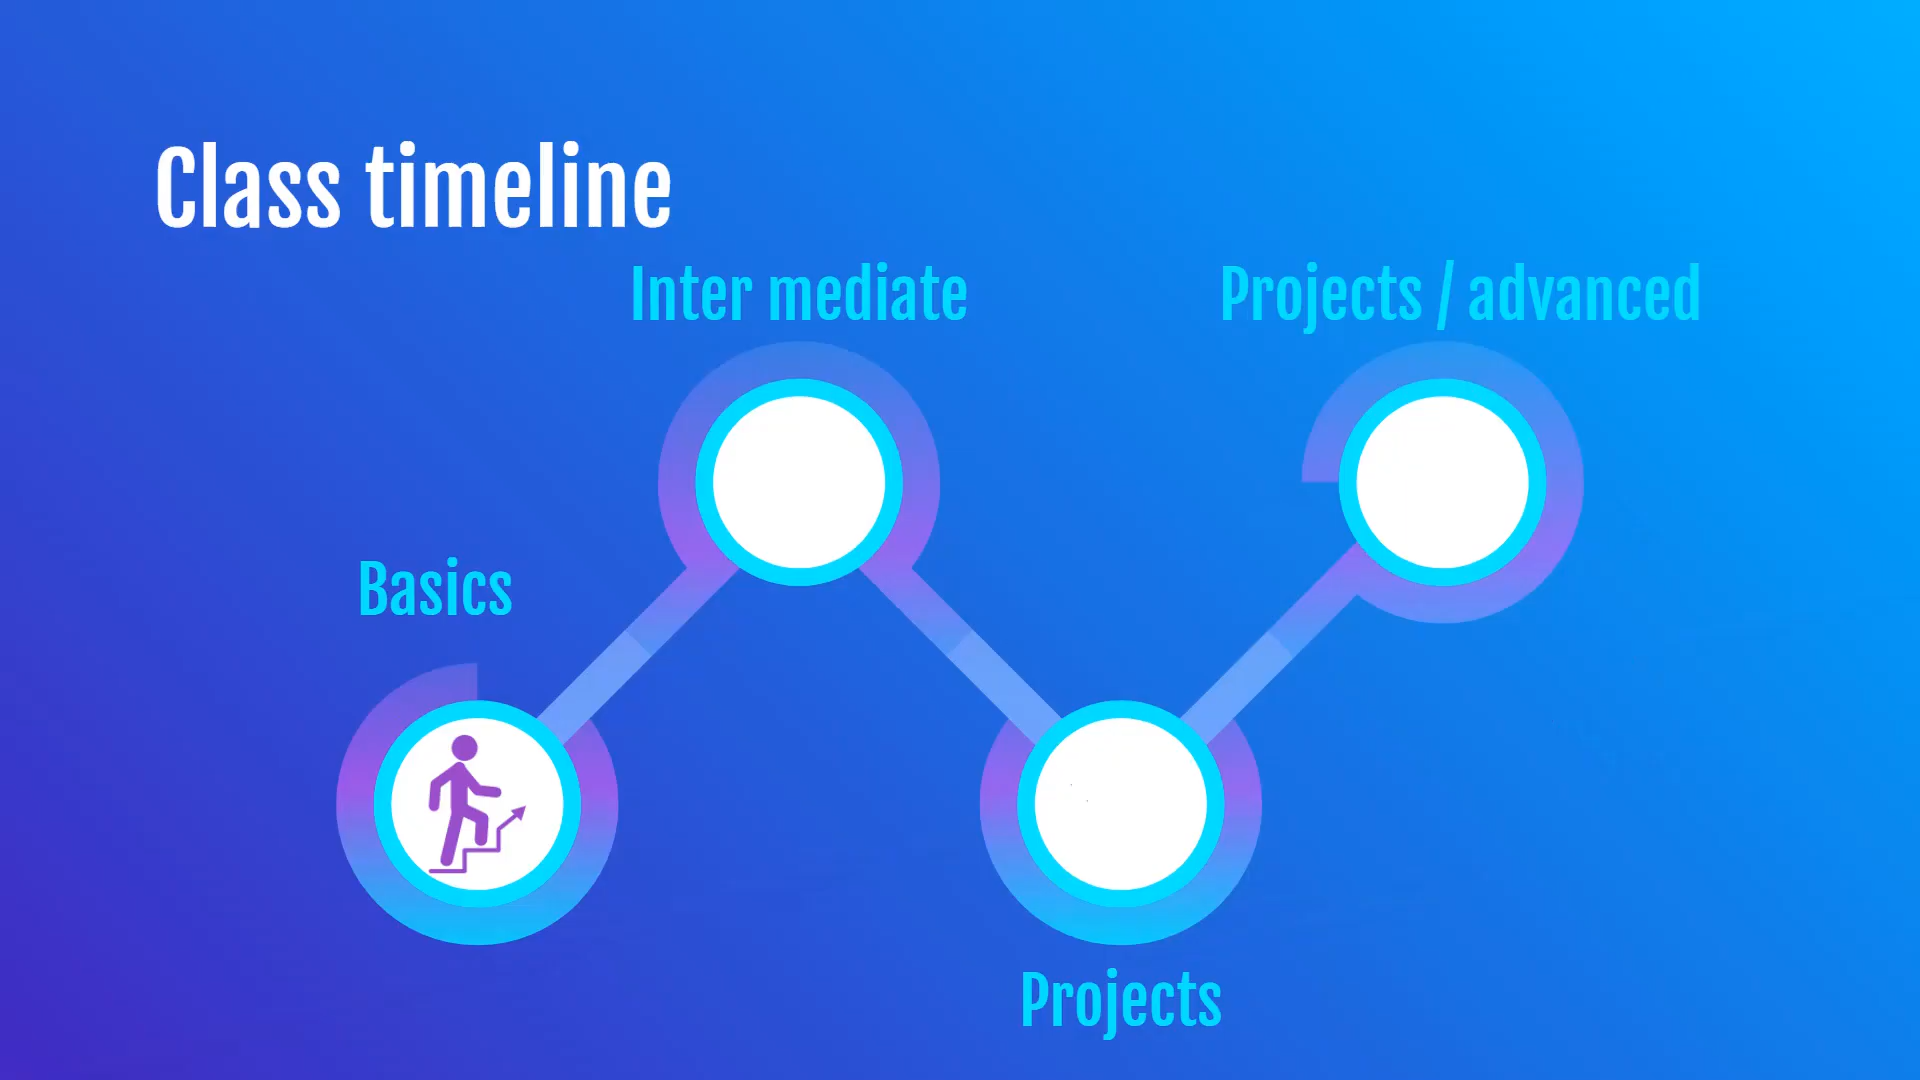 Class timeline
Inter mediate
Projects / advanced
Basics
Projects